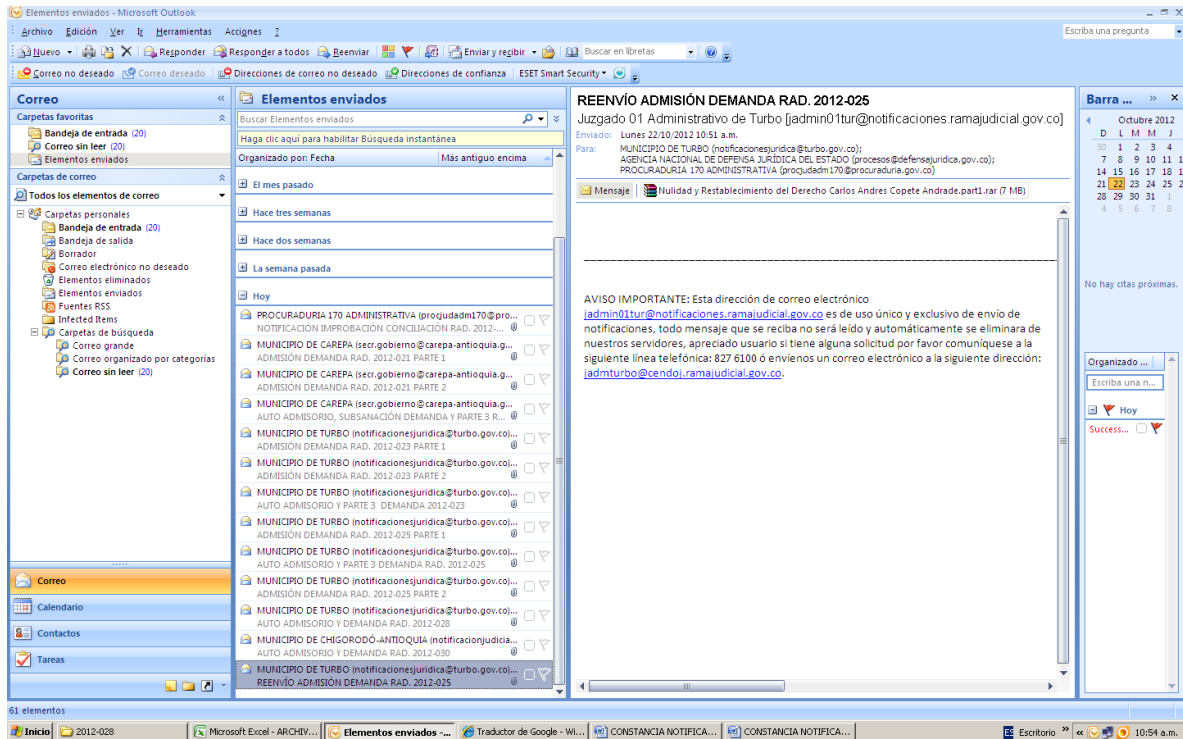 Elementos enviados - Microsoft Outlook
Archivo Edición Ver Ir Herramientas Acciones ?
Escriba una pregunta
Nuevo Responder Responder a todos Reenviar Enviar y recibir Buscar en libretas
Correo no deseado Correo deseado Direcciones de correo no deseado Direcciones de confianza ESET Smart Security
Correo
Carpetas favoritas
Bandeja de entrada (20)
Correo sin leer (20)
Elementos enviados
Carpetas de correo
Todos los elementos de correo
Carpetas personales
Bandeja de entrada (20)
Bandeja de salida
Borrador
Correo electrónico no deseado
Elementos eliminados
Elementos enviados
Fuentes RSS
Infected Items
Carpetas de búsqueda
Correo grande
Correo organizado por categorías
Correo sin leer (20)
Correo
Calendario
Contactos
Tareas
Elementos enviados
Buscar Elementos enviados
Haga clic aquí para habilitar Búsqueda instantánea
Organizado por: Fecha Más antiguo encima
El mes pasado
Hace tres semanas
Hace dos semanas
La semana pasada
Hoy
PROCURADURIA 170 ADMINISTRATIVA (procjudadm170@pro...
NOTIFICACIÓN IMPROBACIÓN CONCILIACIÓN RAD. 2012-...
MUNICIPIO DE CAREPA (secr.gobierno@carepa-antioquia.g...
ADMISIÓN DEMANDA RAD. 2012-021 PARTE 1
MUNICIPIO DE CAREPA (secr.gobierno@carepa-antioquia.g...
ADMISIÓN DEMANDA RAD. 2012-021 PARTE 2
MUNICIPIO DE CAREPA (secr.gobierno@carepa-antioquia.g...
AUTO ADMISORIO, SUBSANACIÓN DEMANDA Y PARTE 3 R...
MUNICIPIO DE TURBO (notificacionesjuridica@turbo.gov.co)...
ADMISIÓN DEMANDA RAD. 2012-023 PARTE 1
MUNICIPIO DE TURBO (notificacionesjuridica@turbo.gov.co)...
ADMISIÓN DEMANDA RAD. 2012-023 PARTE 2
MUNICIPIO DE TURBO (notificacionesjuridica@turbo.gov.co)...
AUTO ADMISORIO Y PARTE 3 DEMANDA 2012-023
MUNICIPIO DE TURBO (notificacionesjuridica@turbo.gov.co)...
ADMISIÓN DEMANDA RAD. 2012-025 PARTE 1
MUNICIPIO DE TURBO (notificacionesjuridica@turbo.gov.co)...
AUTO ADMISORIO Y PARTE 3 DEMANDA RAD. 2012-025
MUNICIPIO DE TURBO (notificacionesjuridica@turbo.gov.co)...
ADMISIÓN DEMANDA RAD. 2012-025 PARTE 2
MUNICIPIO DE TURBO (notificacionesjuridica@turbo.gov.co)...
AUTO ADMISORIO Y DEMANDA RAD. 2012-028
MUNICIPIO DE CHIGORODÓ-ANTIOQUIA (notificacionjudicia...
AUTO ADMISORIO Y DEMANDA RAD. 2012-030
MUNICIPIO DE TURBO (notificacionesjuridica@turbo.gov.co)...
REENVÍO ADMISIÓN DEMANDA RAD. 2012-025
REENVÍO ADMISIÓN DEMANDA RAD. 2012-025
Juzgado 01 Administrativo de Turbo [jadmin01tur@notificaciones.ramajudicial.gov.co]
Enviado: Lunes 22/10/2012 10:51 a.m.
Para: MUNICIPIO DE TURBO (notificacionesjuridica@turbo.gov.co);
AGENCIA NACIONAL DE DEFENSA JURÍDICA DEL ESTADO (procesos@defensajuridica.gov.co);
PROCURADURIA 170 ADMINISTRATIVA (procjudadm170@procuraduria.gov.co)
Mensaje Nulidad y Restablecimiento del Derecho Carlos Andres Copete Andrade.part1.rar (7 MB)
AVISO IMPORTANTE: Esta dirección de correo electrónico
jadmin01tur@notificaciones.ramajudicial.gov.co es de uso único y exclusivo de envío de
notificaciones, todo mensaje que se reciba no será leído y automáticamente se eliminara de
nuestros servidores, apreciado usuario si tiene alguna solicitud por favor comuníquese a la
siguiente línea telefónica: 827 6100 ó envíenos un correo electrónico a la siguiente dirección:
jadmturbo@cendoj.ramajudicial.gov.co.
Barra ...
Octubre 2012
D L M M J
30 1 2 3 4
7 8 9 10 11 1
14 15 16 17 18 1
21 22 23 24 25 2
28 29 30 31 1
4 5 6 7 8
No hay citas próximas.
Organizado ...
Escriba una n...
Hoy
Success...
61 elementos
Inicio 2012-028 Microsoft Excel - ARCHIV... Elementos enviados -... Traductor de Google - Wi... CONSTANCIA NOTIFICA... CONSTANCIA NOTIFICA... ES Escritorio 10:54 a.m.